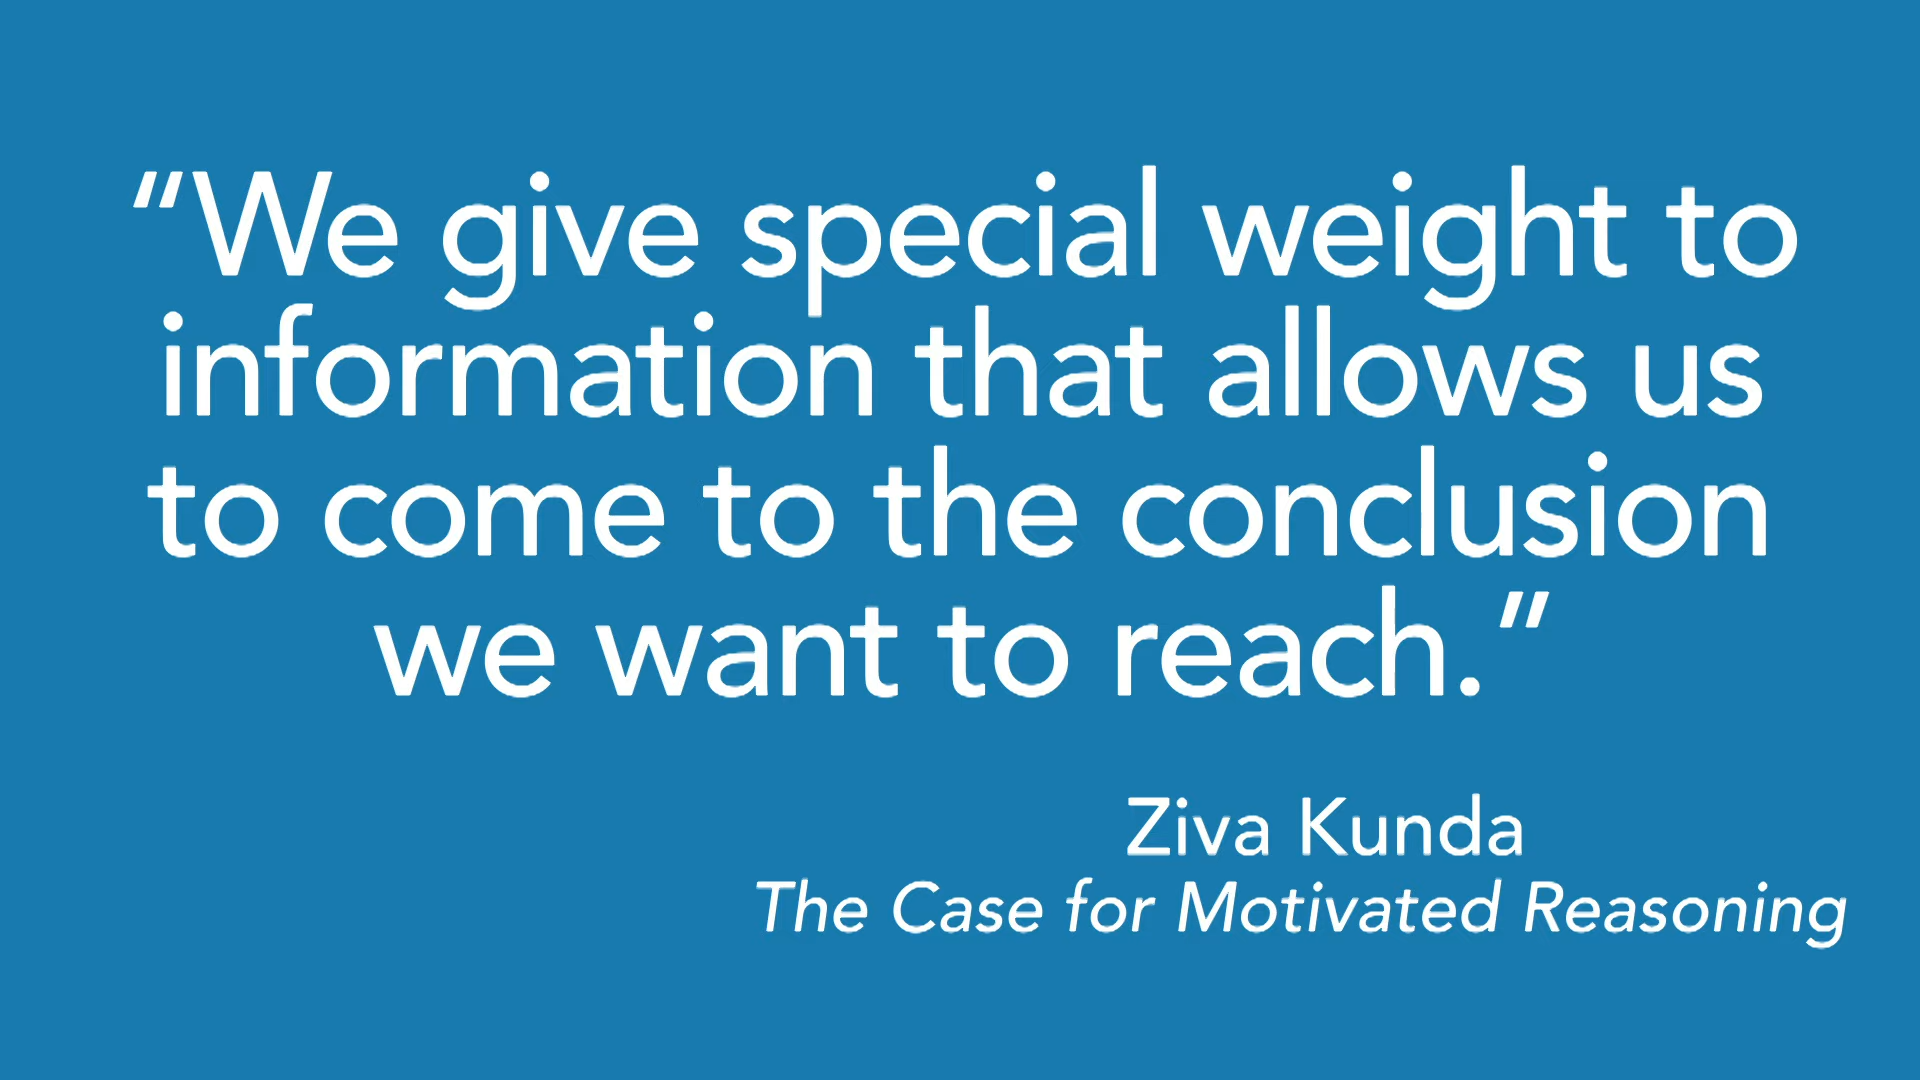 “We give special weight to
information that allows us
to come to the conclusion
we want to reach.”
Ziva Kunda
The Case for Motivated Reasoning